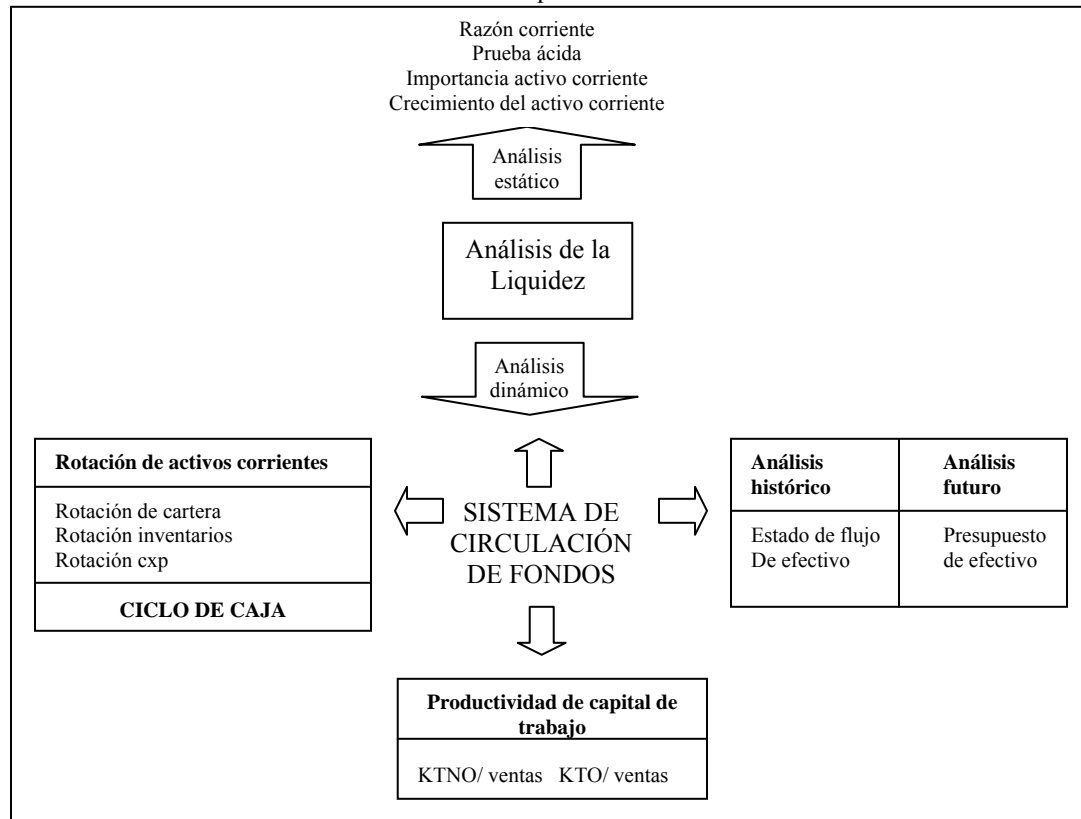 Razón corriente
Prueba ácida
Importancia activo corriente
Crecimiento del activo corriente
Análisis
estático
Análisis de la
Liquidez
Análisis
dinámico
Rotación de activos corrientes
Rotación de cartera
Rotación inventarios
Rotación cxp
CICLO DE CAJA
SISTEMA DE
CIRCULACIÓN
DE FONDOS
Análisis
histórico
Análisis
futuro
Estado de flujo
De efectivo
Presupuesto
de efectivo
Productividad de capital de
trabajo
KTNO/ ventas KTO/ ventas